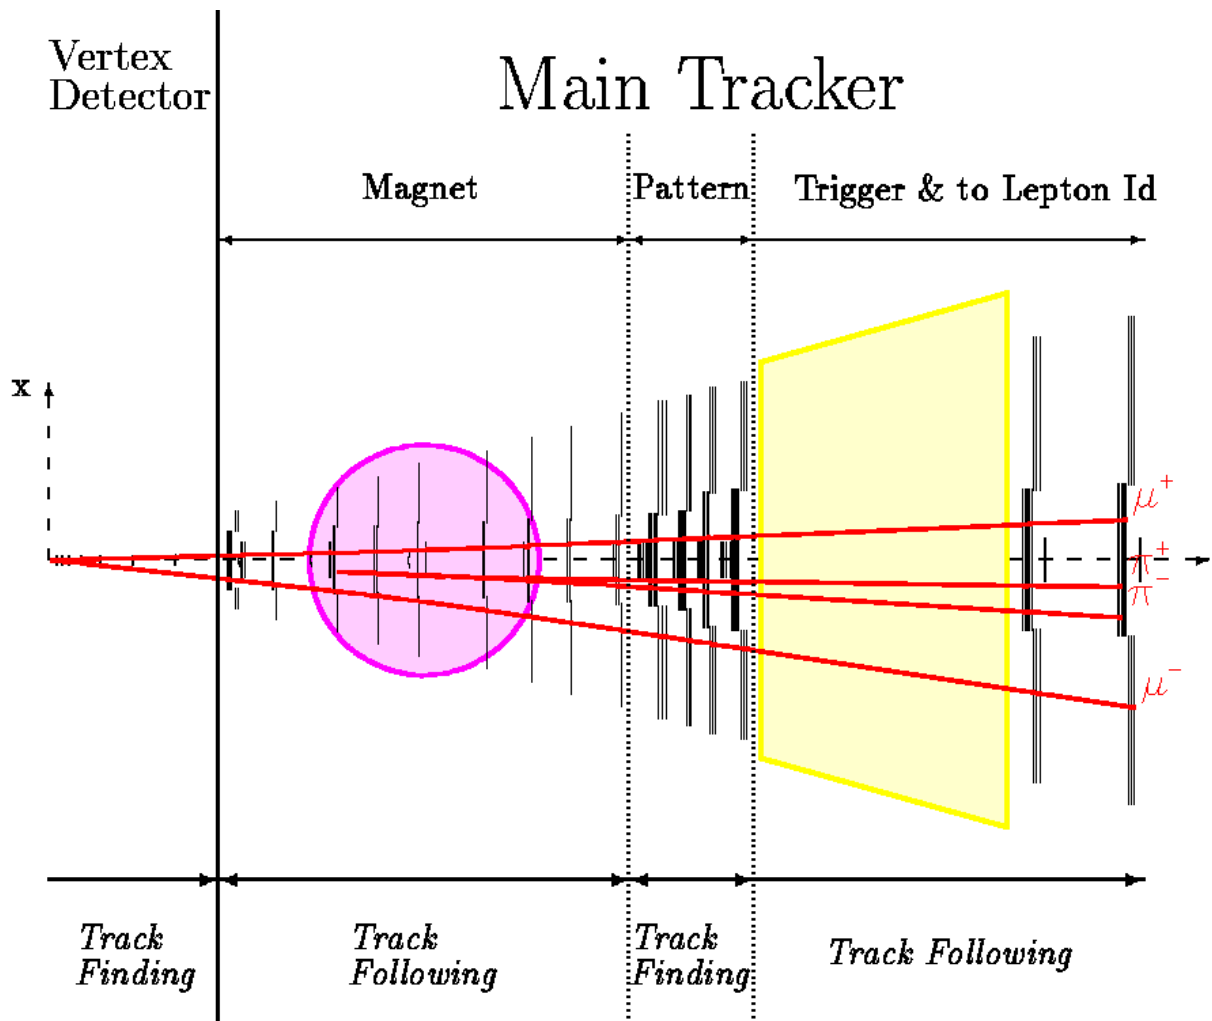 Vertex
Detector
Main Tracker
Magnet
Pattern
Trigger & to Lepton Id
x
μ⁺
π⁺
π⁻
μ⁻
Track
Finding
Track
Following
Track
Finding
Track Following